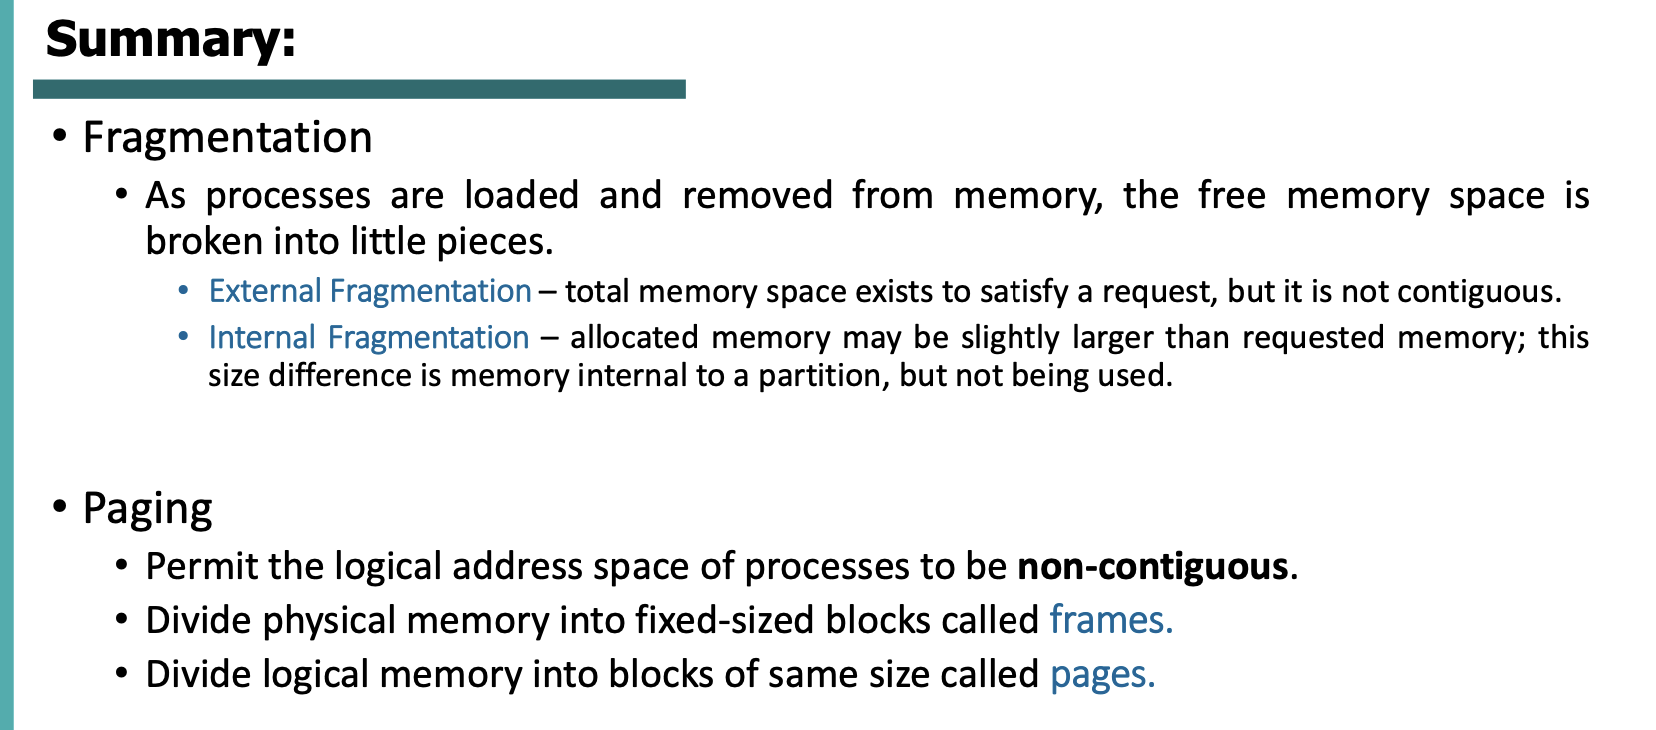 Summary:
• Fragmentation
• As processes are loaded and removed from memory, the free memory space is
broken into little pieces.
• External Fragmentation – total memory space exists to satisfy a request, but it is not contiguous.
• Internal Fragmentation – allocated memory may be slightly larger than requested memory; this
size difference is memory internal to a partition, but not being used.
• Paging
• Permit the logical address space of processes to be non-contiguous.
• Divide physical memory into fixed-sized blocks called frames.
• Divide logical memory into blocks of same size called pages.